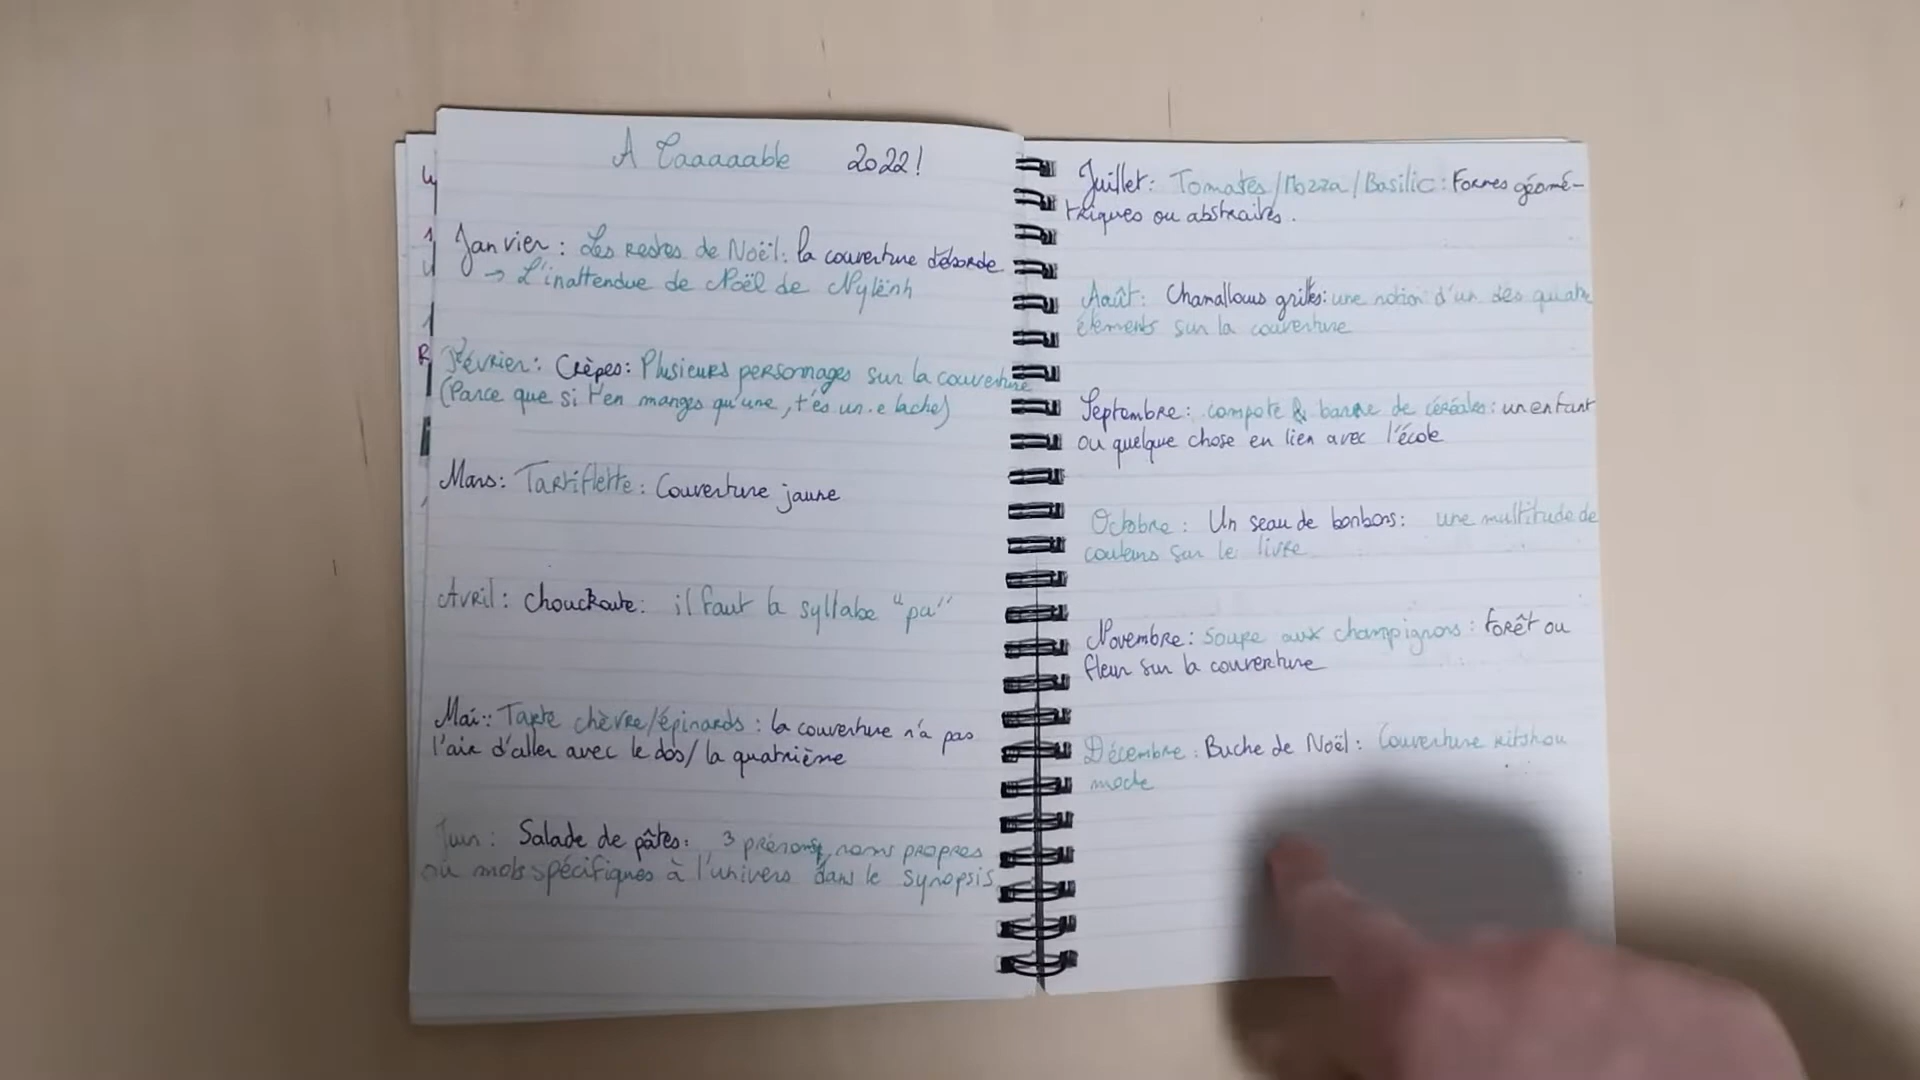 A Taaaaable 2022!
Janvier : Les restes de Noël : la couverture déborde
→ L'inattendue de Noël de Nylënh
Février : Crêpes : Plusieurs personnages sur la couverture
(Parce que si t'en manges qu'une, t'es un.e lache)
Mars : Tartiflette : Couverture jaune
Avril : Chouckroute : il faut la syllabe "pa"
Mai : Tarte chèvre/épinards : la couverture n'a pas
l'air d'aller avec le dos/ la quatrième
Juin : Salade de pâtes : 3 prénoms, noms propres
ou mots spécifiques à l'univers dans le synopsis
Juillet : Tomates/Mozza/Basilic : Formes géomé-
triques ou abstraites.
Août : Chamallows grillés : une notion d'un des quatre
élements sur la couverture
Septembre : compote & barre de céréales : un enfant
ou quelque chose en lien avec l'école
Octobre : Un seau de bonbons : une multitude de
couleurs sur le livre
Novembre : Soupe aux champignons : forêt ou
fleur sur la couverture
Décembre : Buche de Noël : Couverture kitsh ou
moche